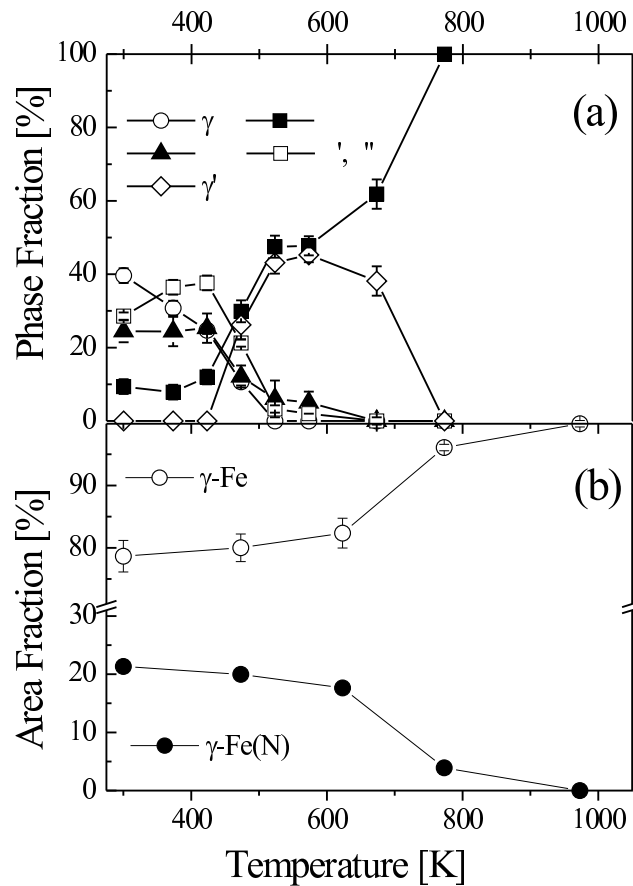 400 600 800 1000
100
80
60
40
20
0
Phase Fraction [%]
(a)
γ
', "
γ'
90
80
30
20
10
0
Area Fraction [%]
(b)
γ-Fe
γ-Fe(N)
400 600 800 1000
Temperature [K]